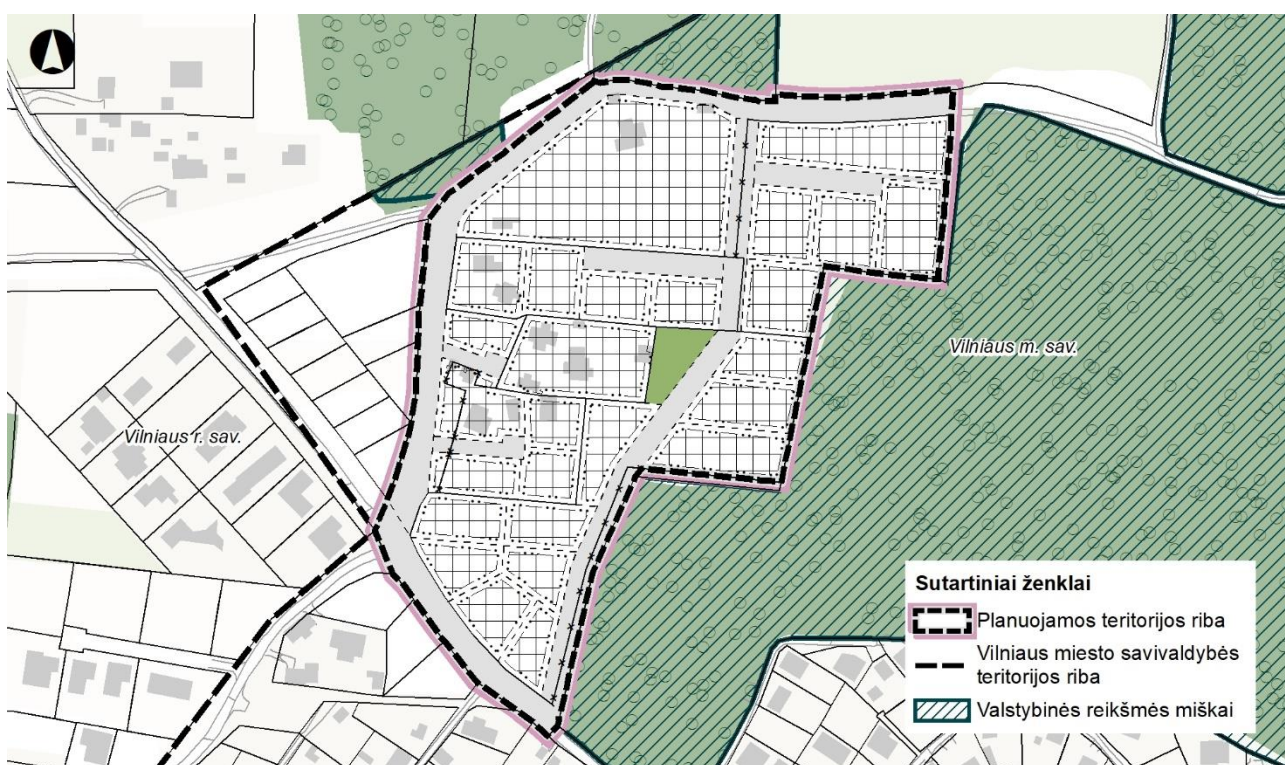 Vilniaus m. sav.
Vilniaus r. sav.
Sutartiniai ženklai
Planuojamos teritorijos riba
Vilniaus miesto savivaldybės
teritorijos riba
Valstybinės reikšmės miškai